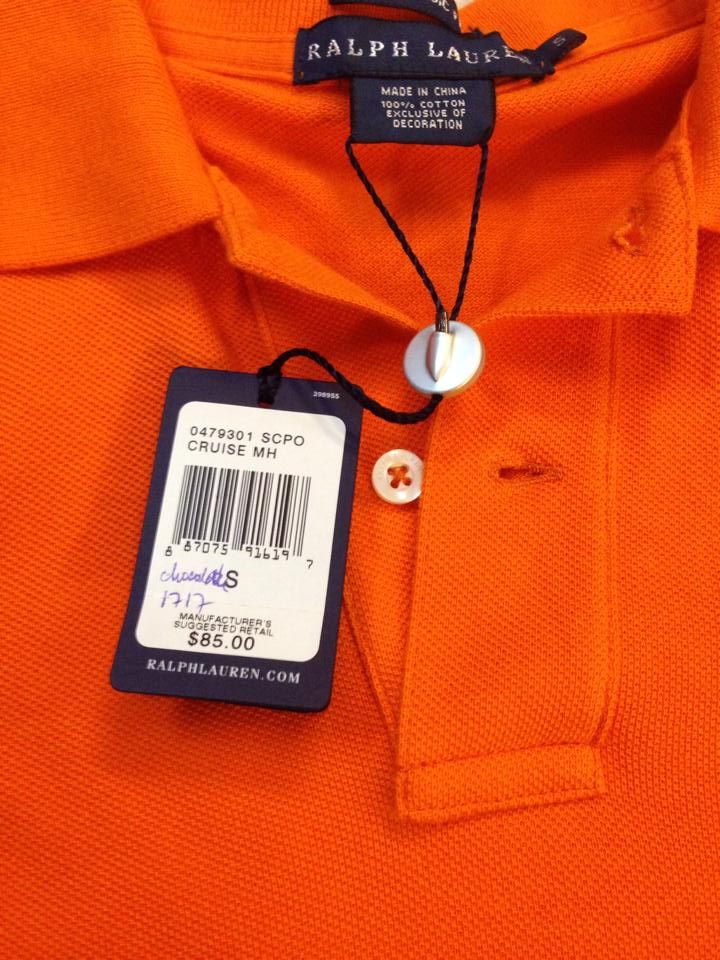 RALPH LAUREN
S
MADE IN CHINA
100% COTTON
EXCLUSIVE OF
DECORATION
398955
0479301 SCPO
CRUISE MH
8 87075 91619 7
S
1717
MANUFACTURER'S
SUGGESTED RETAIL
$85.00
RALPHLAUREN.COM